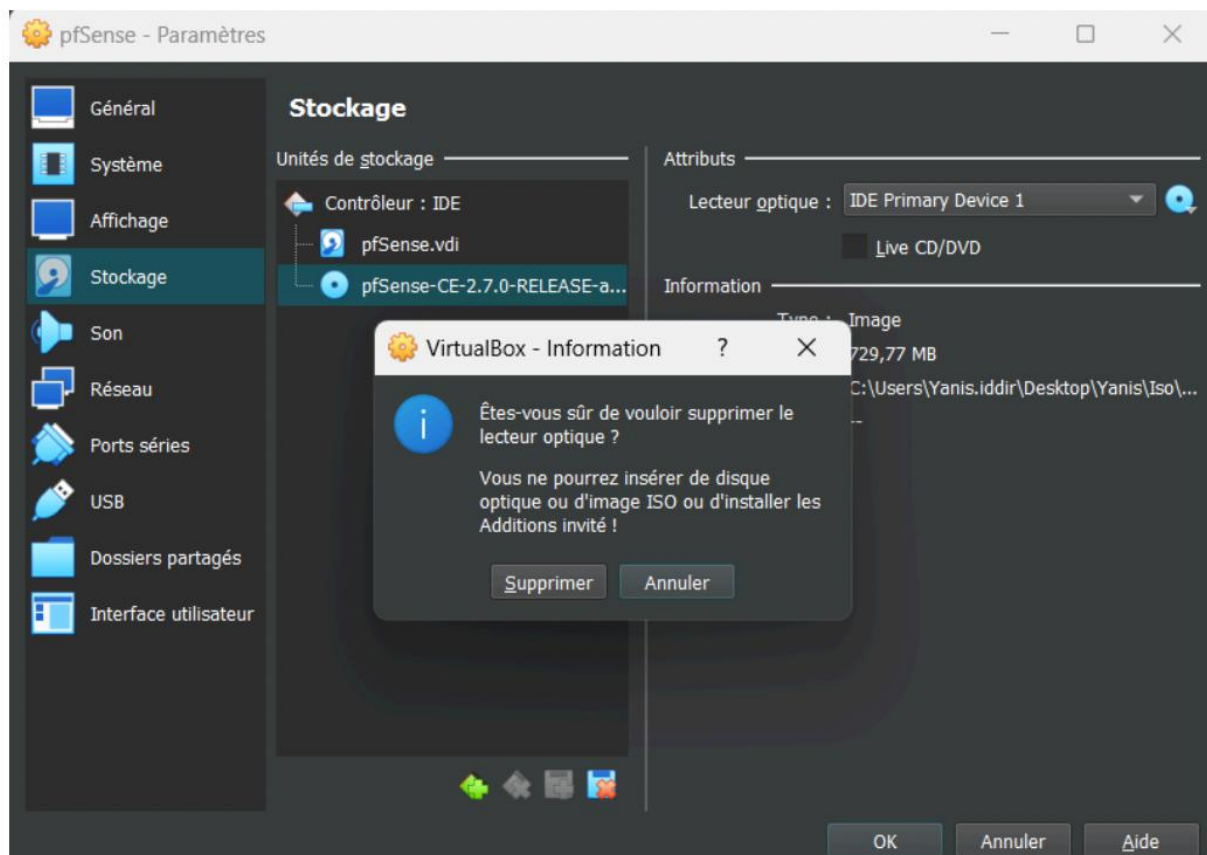 pfSense - Paramètres
Général
Système
Affichage
Stockage
Son
Réseau
Ports séries
USB
Dossiers partagés
Interface utilisateur
Stockage
Unités de stockage
Contrôleur : IDE
pfSense.vdi
pfSense-CE-2.7.0-RELEASE-a...
Attributs
Lecteur optique : IDE Primary Device 1
Live CD/DVD
Information
Type : Image
729,77 MB
C:\Users\Yanis.iddir\Desktop\Yanis\Iso\...
--
VirtualBox - Information ?
Êtes-vous sûr de vouloir supprimer le
lecteur optique ?
Vous ne pourrez insérer de disque
optique ou d'image ISO ou d'installer les
Additions invité !
Supprimer Annuler
OK Annuler Aide